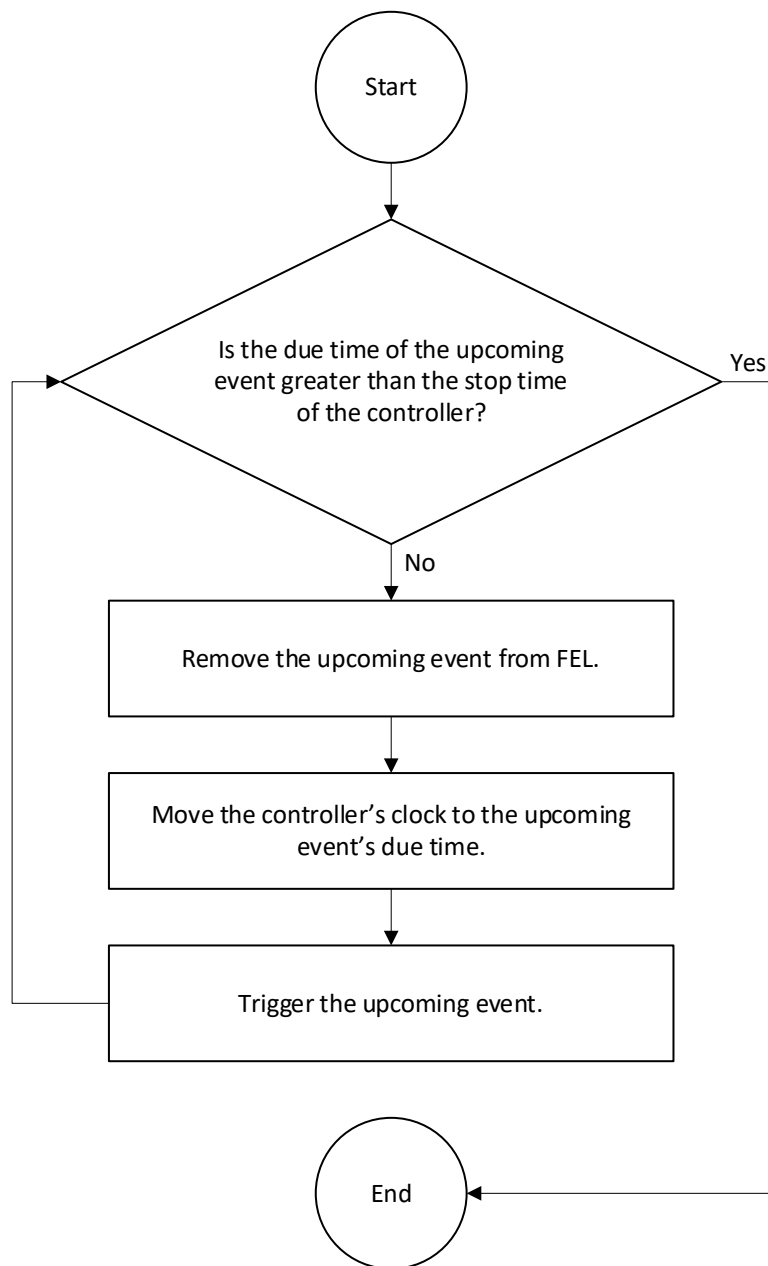 Start
Is the due time of the upcoming
event greater than the stop time
of the controller?
Yes
No
Remove the upcoming event from FEL.
Move the controller’s clock to the upcoming
event’s due time.
Trigger the upcoming event.
End